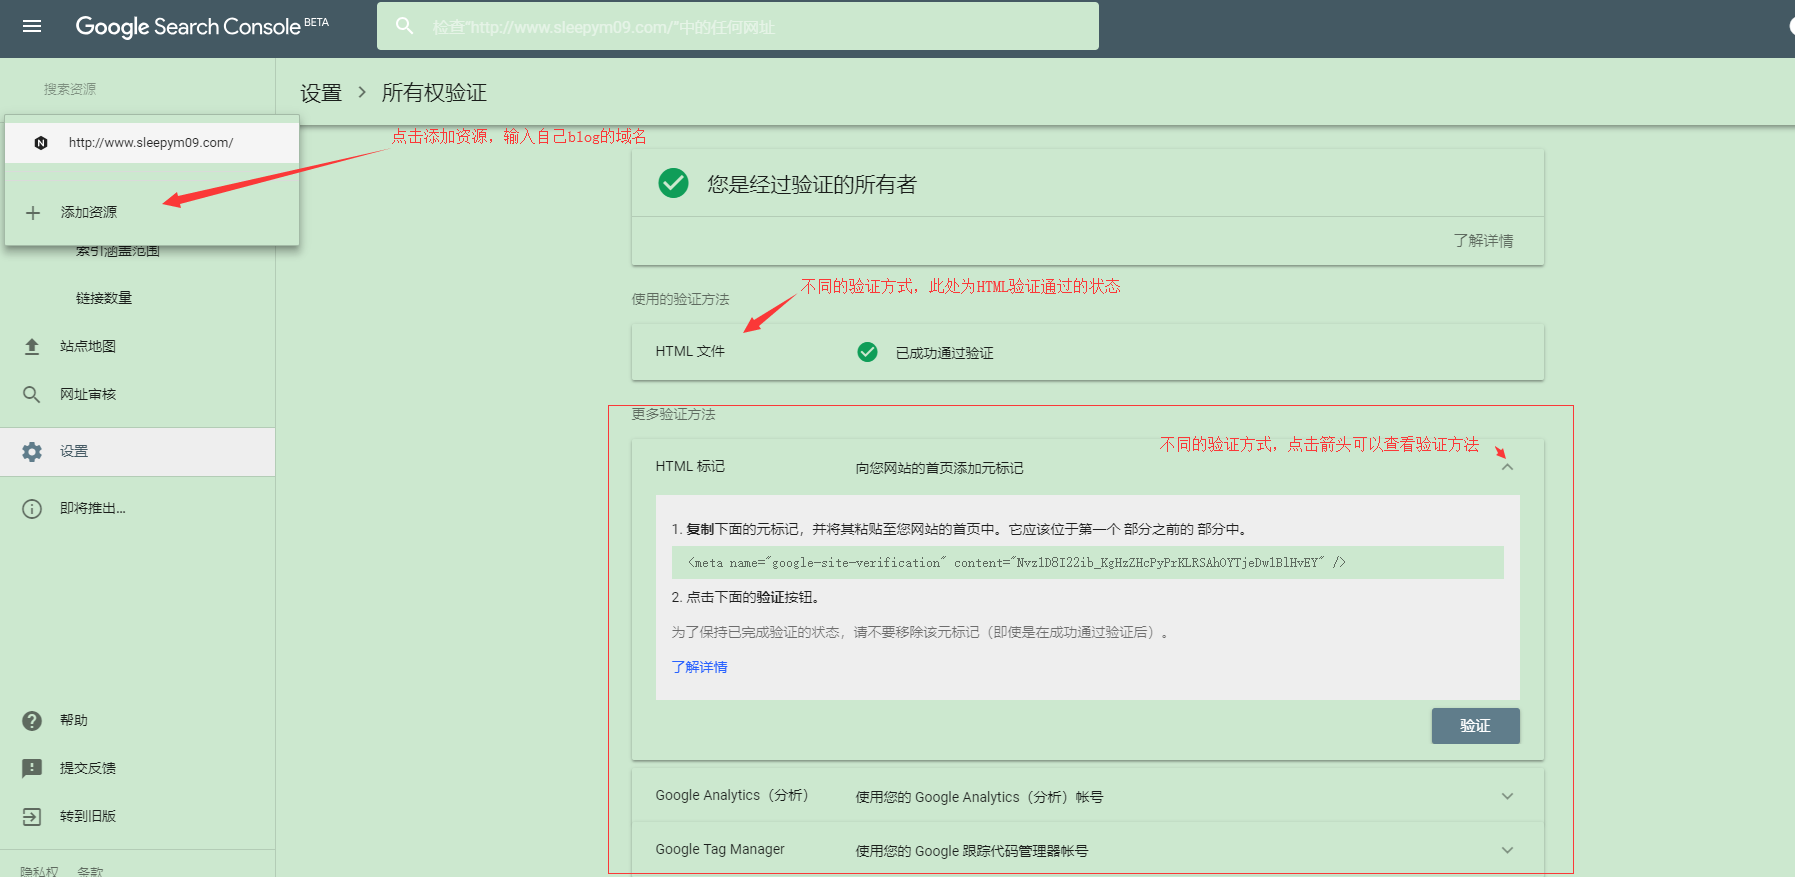 Google Search Console BETA
检查"http://www.sleepym09.com/"中的任何网址
搜索资源
设置 > 所有权验证
http://www.sleepym09.com/
点击添加资源，输入自己blog的域名
添加资源
您是经过验证的所有者
了解详情
索引涵盖范围
链接数量
站点地图
网址审核
设置
即将推出...
帮助
提交反馈
转到旧版
隐私权 条款
使用的验证方法
不同的验证方式，此处为HTML验证通过的状态
HTML 文件 已成功通过验证
更多验证方法
不同的验证方式，点击箭头可以查看验证方法
HTML 标记 向您网站的首页添加元标记
1. 复制下面的元标记，并将其粘贴至您网站的首页中。它应该位于第一个 部分之前的 部分中。
<meta name="google-site-verification" content="Nvz1D8I22ib_KgHzZHcPyPrKLRSAhOYTjeDw1BlHvEY" />
2. 点击下面的验证按钮。
为了保持已完成验证的状态，请不要移除该元标记（即使是在成功通过验证后）。
了解详情
验证
Google Analytics（分析） 使用您的 Google Analytics（分析）帐号
Google Tag Manager 使用您的 Google 跟踪代码管理器帐号